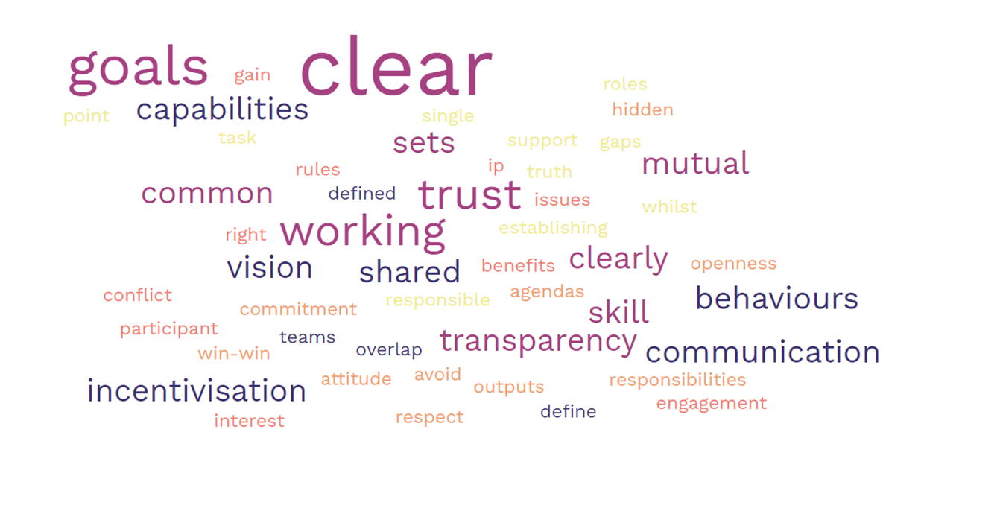 goals gain clear
roles
capabilities hidden
point single
task sets support gaps
rules ip truth mutual
common defined trust issues
whilst
right working establishing
vision shared benefits clearly openness
conflict commitment responsible agendas skill behaviours
participant teams transparency
win-win overlap communication
incentivisation attitude avoid outputs responsibilities
interest respect define engagement